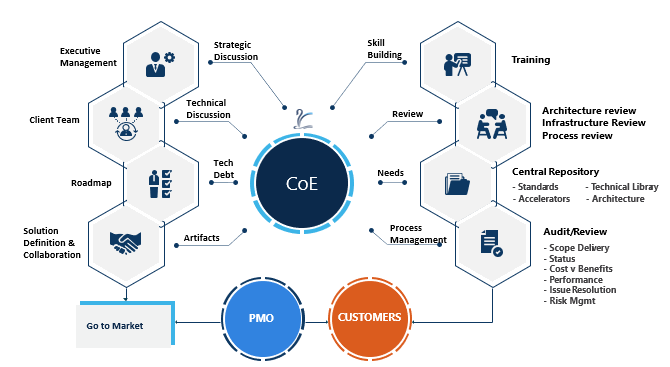 Executive
Management
Strategic
Discussion
Skill
Building
Training
Client Team
Technical
Discussion
Review
Architecture review
Infrastructure Review
Process review
Roadmap
Tech
Debt
CoE
Needs
Central Repository
- Standards
- Technical Libray
- Accelerators
- Architecture
Solution
Definition &
Collaboration
Artifacts
Process
Management
Audit/Review
- Scope Delivery
- Status
- Cost v Benefits
- Performance
- Issue Resolution
- Risk Mgmt
Go to Market
PMO
CUSTOMERS